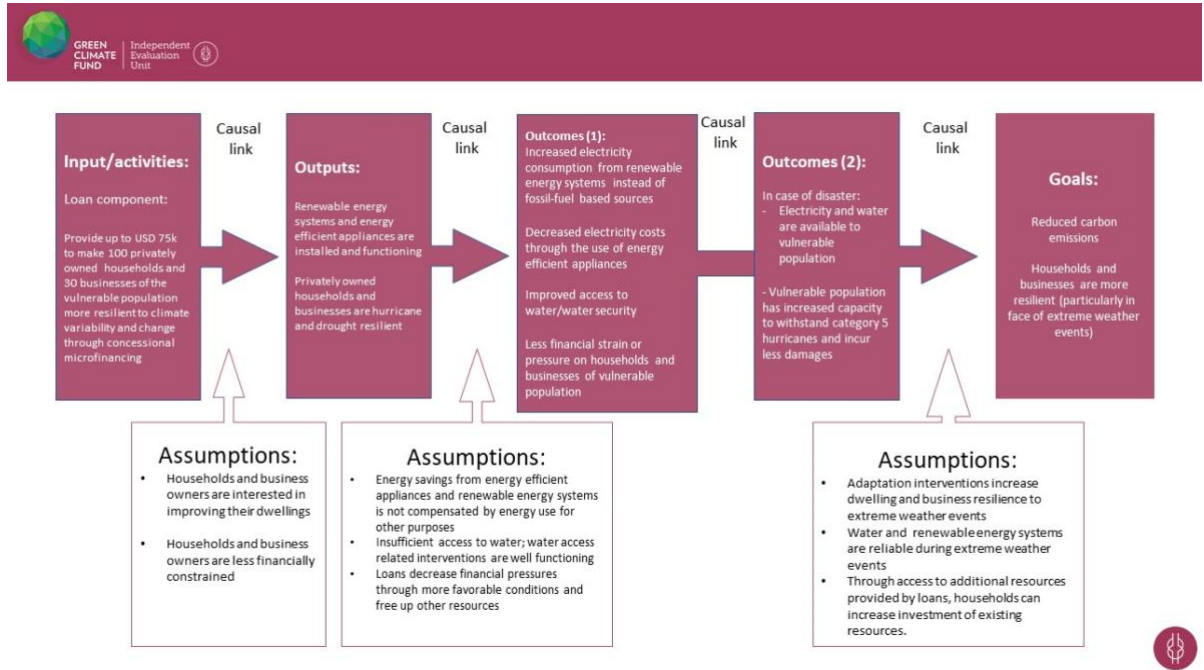 GREEN
CLIMATE
FUND
Independent
Evaluation
Unit
Input/activities:
Loan component:
Provide up to USD 75k
to make 100 privately
owned households and
30 businesses of the
vulnerable population
more resilient to climate
variability and change
through concessional
microfinancing
Causal
link
Outputs:
Renewable energy
systems and energy
efficient appliances are
installed and functioning
Privately owned
households and
businesses are hurricane
and drought resilient
Causal
link
Outcomes (1):
Increased electricity
consumption from renewable
energy systems instead of
fossil-fuel based sources
Decreased electricity costs
through the use of energy
efficient appliances
Improved access to
water/water security
Less financial strain or
pressure on households and
businesses of vulnerable
population
Causal
link
Outcomes (2):
In case of disaster:
- Electricity and water
are available to
vulnerable
population
- Vulnerable population
has increased capacity
to withstand category 5
hurricanes and incur
less damages
Causal
link
Goals:
Reduced carbon
emissions
Households and
businesses are more
resilient (particularly in
face of extreme weather
events)
Assumptions:
• Households and business
owners are interested in
improving their dwellings
• Households and business
owners are less financially
constrained
Assumptions:
• Energy savings from energy efficient
appliances and renewable energy systems
is not compensated by energy use for
other purposes
• Insufficient access to water; water access
related interventions are well functioning
• Loans decrease financial pressures
through more favorable conditions and
free up other resources
Assumptions:
• Adaptation interventions increase
dwelling and business resilience to
extreme weather events
• Water and renewable energy systems
are reliable during extreme weather
events
• Through access to additional resources
provided by loans, households can
increase investment of existing
resources.